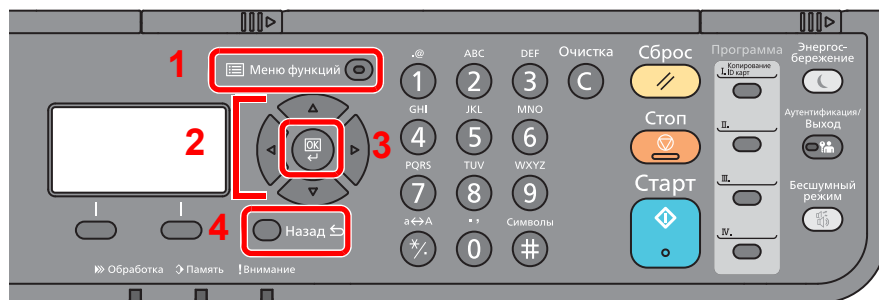 1
Меню функций
2
OK
3
4
Назад
Обработка
Память
!Внимание
.@
ABC
DEF
Очистка
1
2
3
C
GHI
JKL
MNO
4
5
6
PQRS
TUV
WXYZ
7
8
9
a⇔A
Символы
*/.
0
#
Сброс
Стоп
Старт
Программа
I. Копирование
ID карт
II.
III.
IV.
Энергос-
бережение
Аутентификация/
Выход
Бесшумный
режим